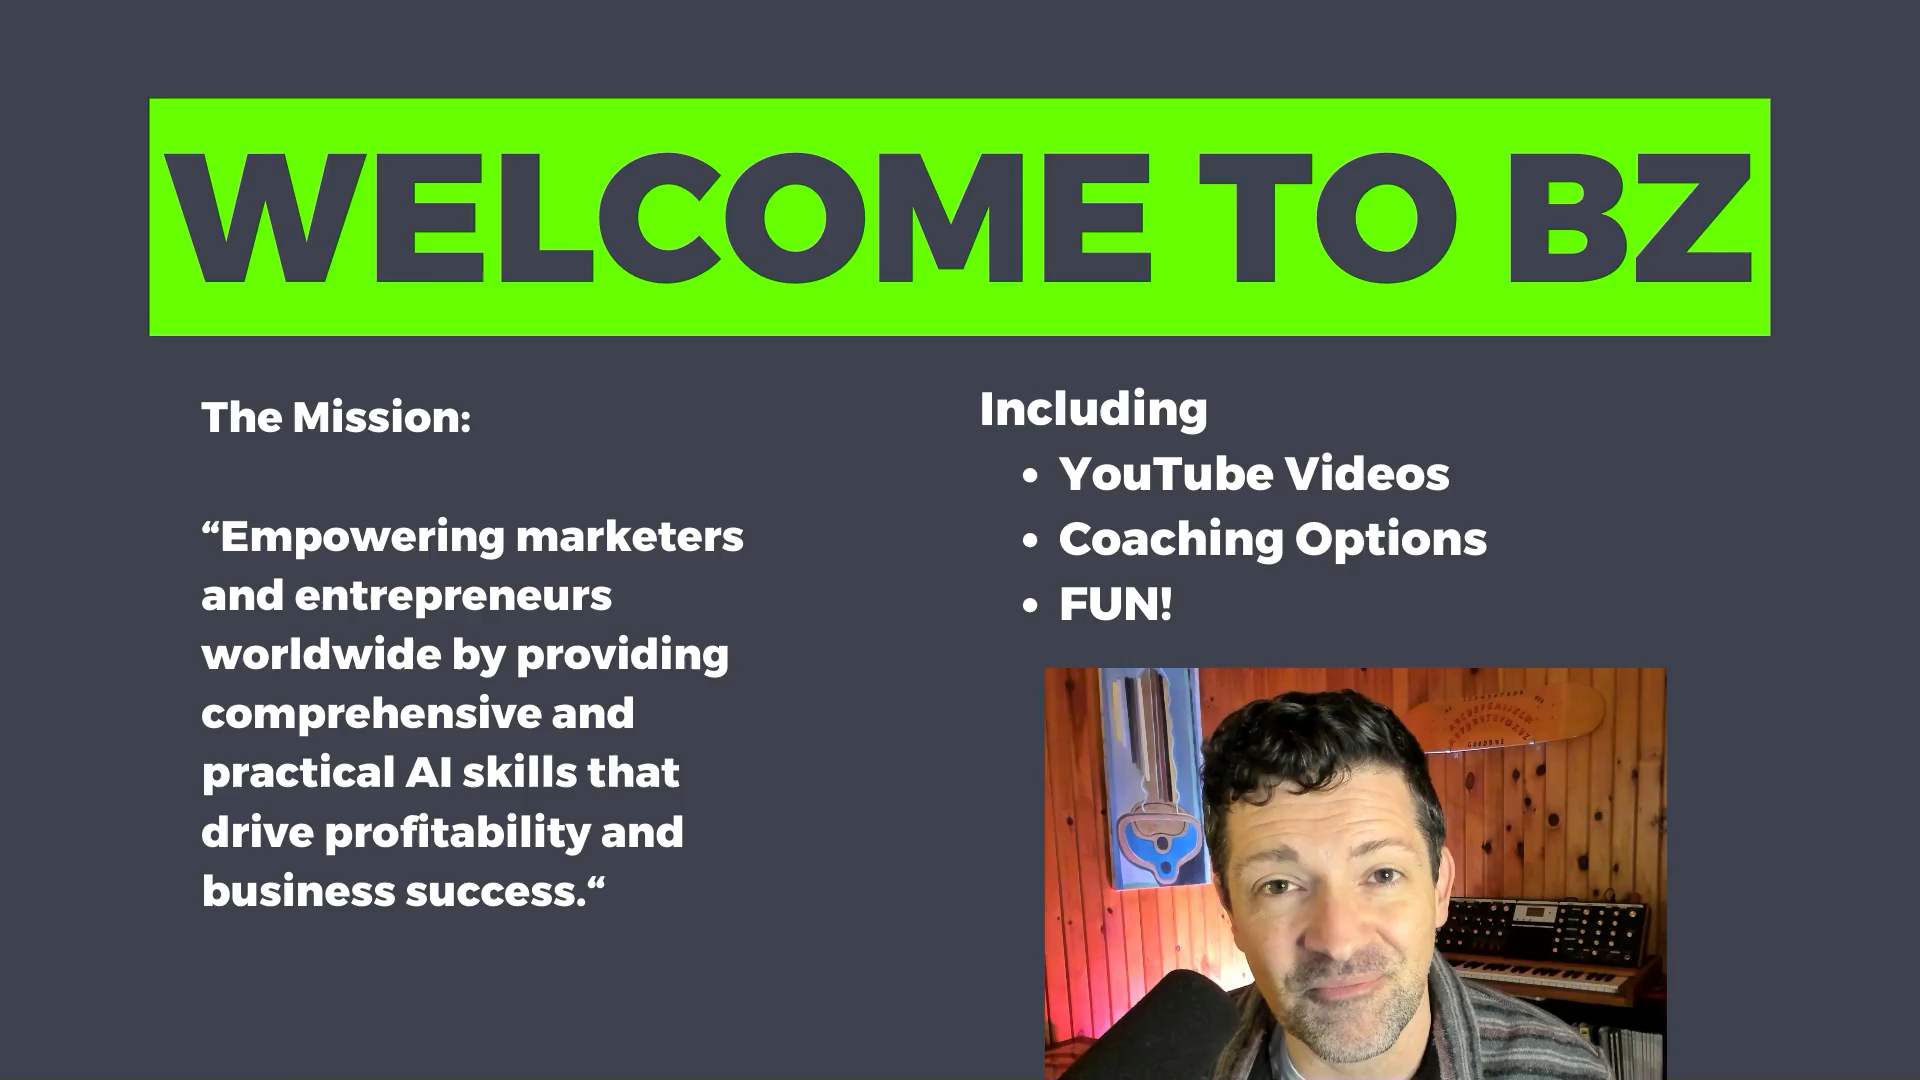 WELCOME TO BZ
The Mission:
“Empowering marketers
and entrepreneurs
worldwide by providing
comprehensive and
practical AI skills that
drive profitability and
business success.“
Including
• YouTube Videos
• Coaching Options
• FUN!
GOODBYE